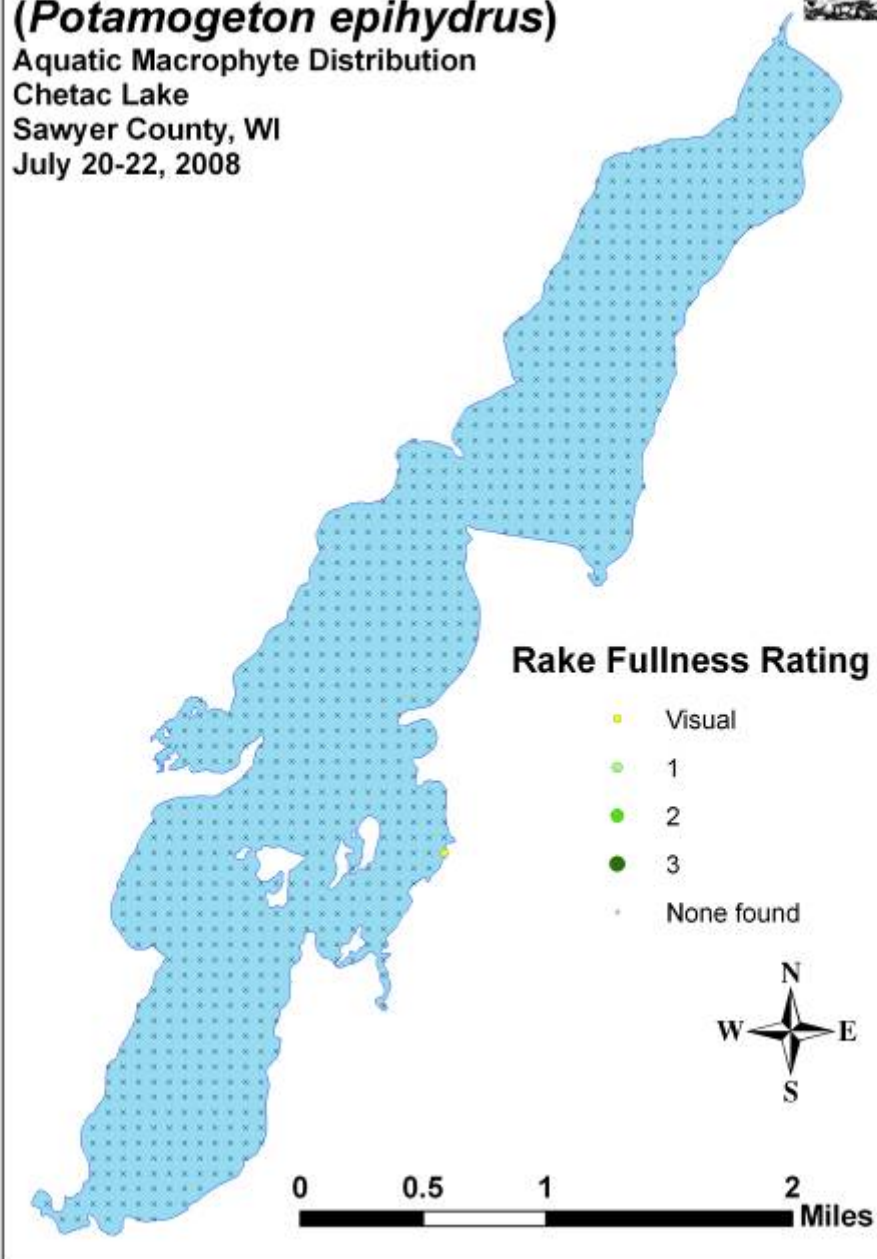 (Potamogeton epihydrus)
Aquatic Macrophyte Distribution
Chetac Lake
Sawyer County, WI
July 20-22, 2008
Rake Fullness Rating
Visual
1
2
3
None found
N
W E
S
0 0.5 1 2
Miles